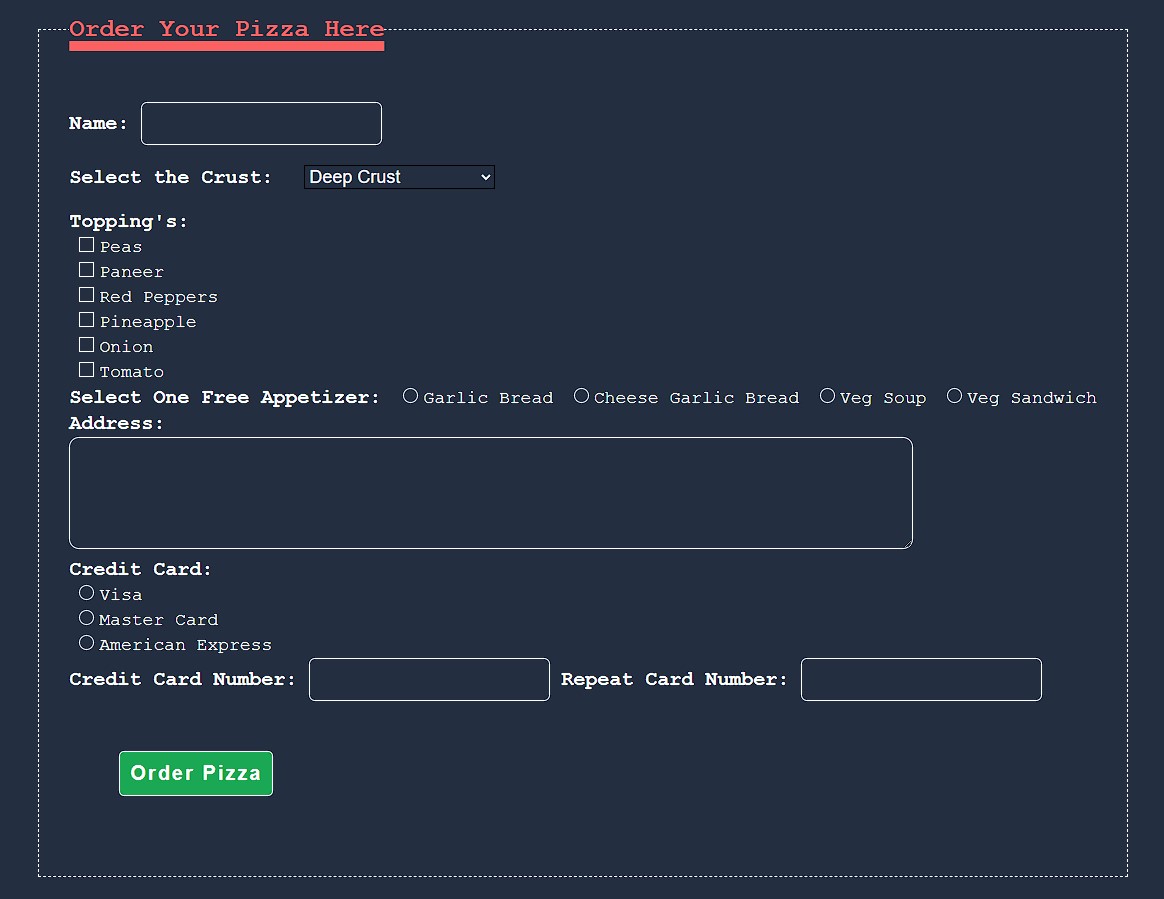 Order Your Pizza Here
Name:
Select the Crust: Deep Crust
Topping's:
Peas
Paneer
Red Peppers
Pineapple
Onion
Tomato
Select One Free Appetizer: Garlic Bread Cheese Garlic Bread Veg Soup Veg Sandwich
Address:
Credit Card:
Visa
Master Card
American Express
Credit Card Number: Repeat Card Number:
Order Pizza